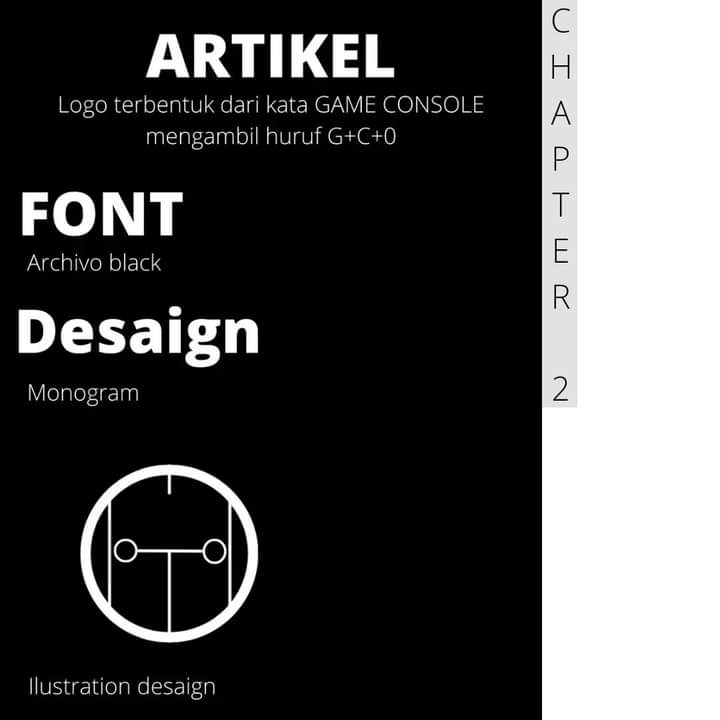 ARTIKEL
Logo terbentuk dari kata GAME CONSOLE
mengambil huruf G+C+0
FONT
Archivo black
Desaign
Monogram
Ilustration desaign
CHAPTER 2